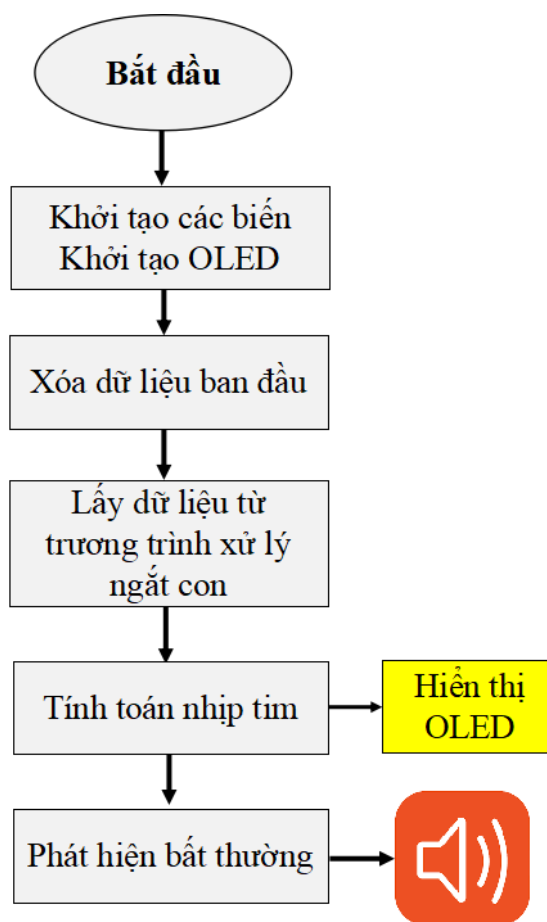 Bắt đầu
Khởi tạo các biến
Khởi tạo OLED
Xóa dữ liệu ban đầu
Lấy dữ liệu từ
trương trình xử lý
ngắt con
Tính toán nhịp tim
Hiển thị
OLED
Phát hiện bất thường